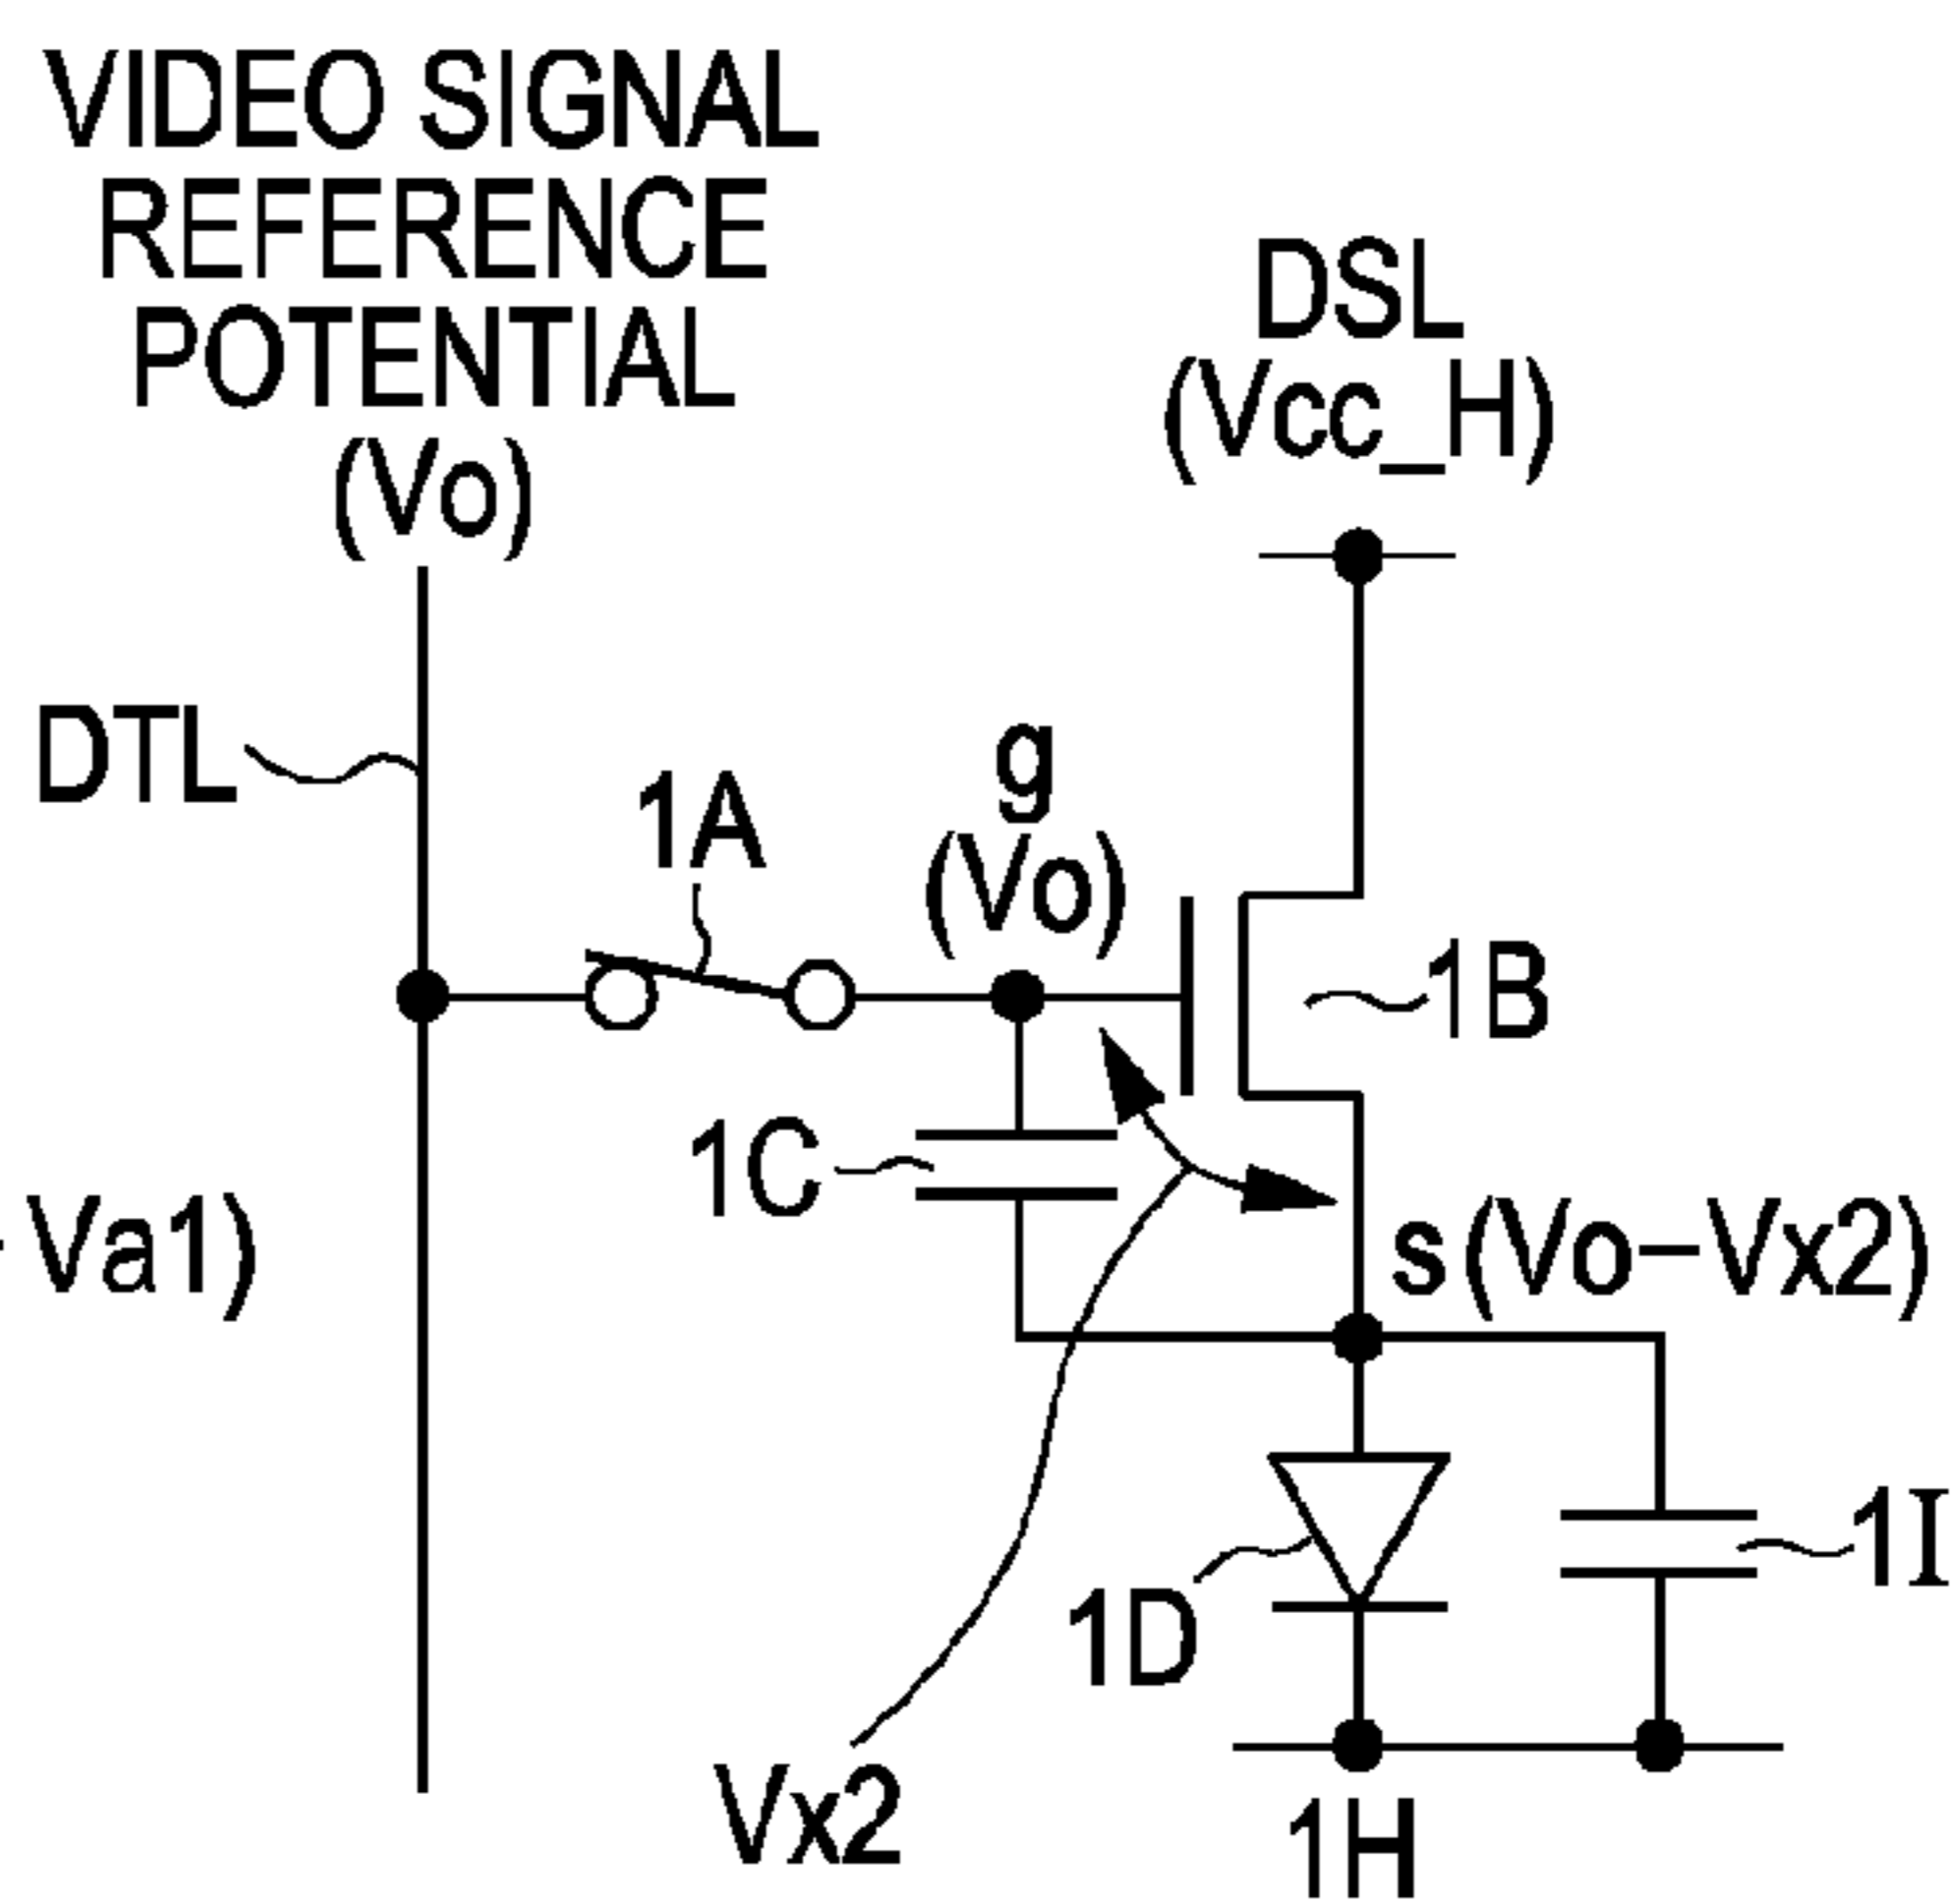 VIDEO SIGNAL
REFERENCE
POTENTIAL
(Vo)
DSL
(Vcc_H)
DTL
1A
g
(Vo)
1B
1C
-Va1)
s(Vo-Vx2)
1D
1I
Vx2
1H